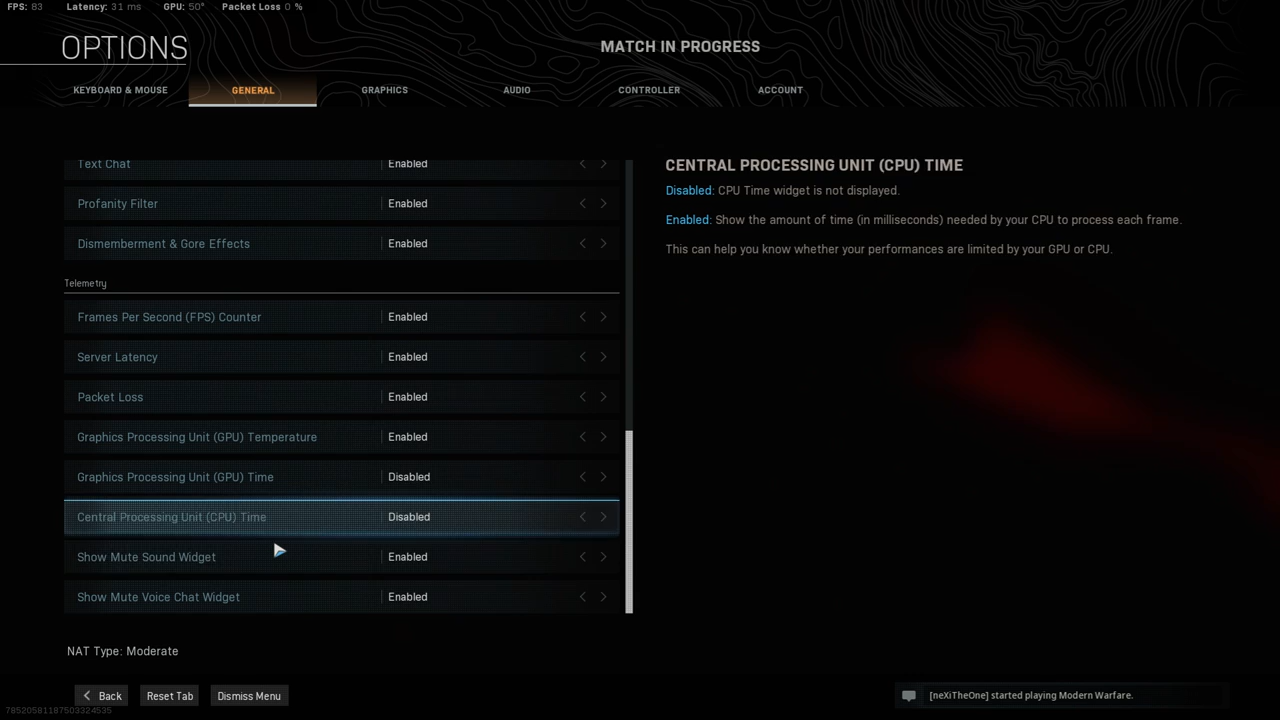 FPS: 83 Latency: 31 ms GPU: 50° Packet Loss 0 %
OPTIONS
MATCH IN PROGRESS
KEYBOARD & MOUSE GENERAL GRAPHICS AUDIO CONTROLLER ACCOUNT
Text Chat Enabled
Profanity Filter Enabled
Dismemberment & Gore Effects Enabled
Telemetry
Frames Per Second (FPS) Counter Enabled
Server Latency Enabled
Packet Loss Enabled
Graphics Processing Unit (GPU) Temperature Enabled
Graphics Processing Unit (GPU) Time Disabled
Central Processing Unit (CPU) Time Disabled
Show Mute Sound Widget Enabled
Show Mute Voice Chat Widget Enabled
CENTRAL PROCESSING UNIT (CPU) TIME
Disabled: CPU Time widget is not displayed.
Enabled: Show the amount of time (in milliseconds) needed by your CPU to process each frame.
This can help you know whether your performances are limited by your GPU or CPU.
NAT Type: Moderate
Back Reset Tab Dismiss Menu
[neXiTheOne] started playing Modern Warfare.
78520581187503324535